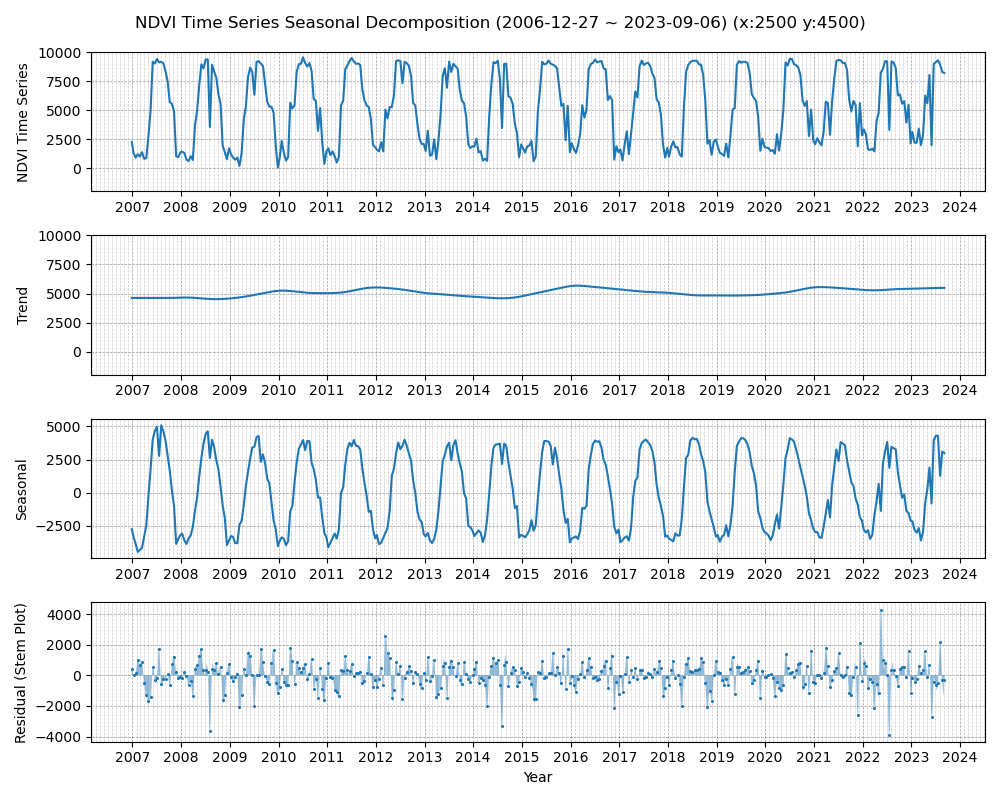 NDVI Time Series Seasonal Decomposition (2006-12-27 ~ 2023-09-06) (x:2500 y:4500)
NDVI Time Series
10000
7500
5000
2500
0
2007 2008 2009 2010 2011 2012 2013 2014 2015 2016 2017 2018 2019 2020 2021 2022 2023 2024
Trend
10000
7500
5000
2500
0
2007 2008 2009 2010 2011 2012 2013 2014 2015 2016 2017 2018 2019 2020 2021 2022 2023 2024
Seasonal
5000
2500
0
−2500
2007 2008 2009 2010 2011 2012 2013 2014 2015 2016 2017 2018 2019 2020 2021 2022 2023 2024
Residual (Stem Plot)
4000
2000
0
−2000
−4000
2007 2008 2009 2010 2011 2012 2013 2014 2015 2016 2017 2018 2019 2020 2021 2022 2023 2024
Year